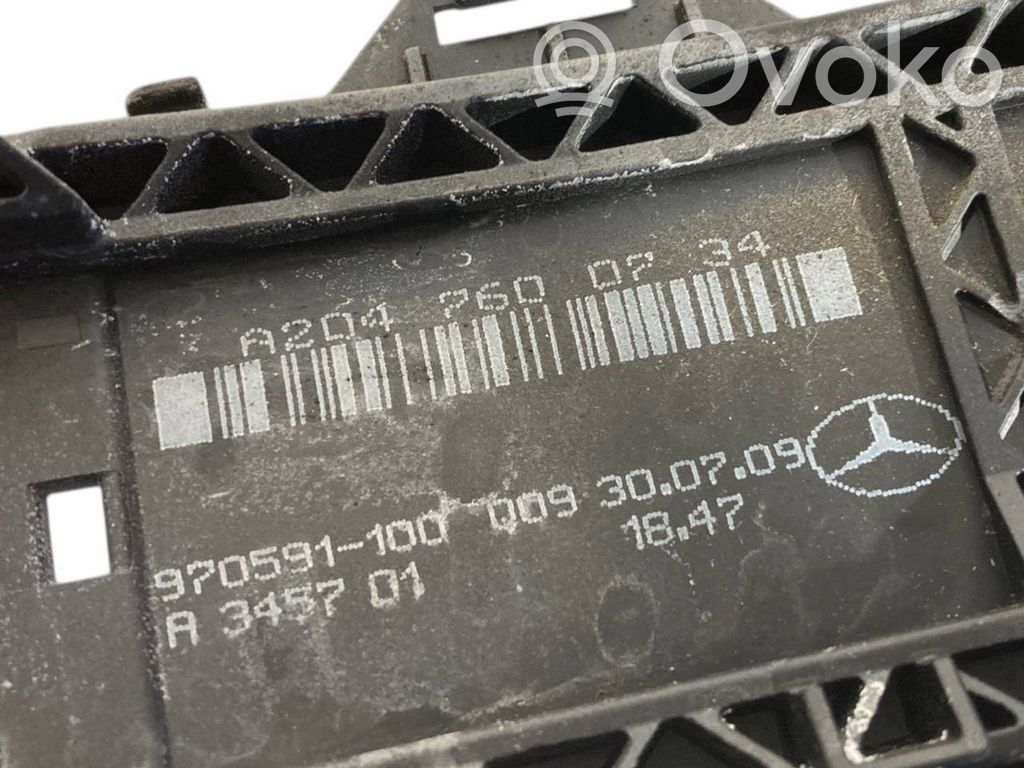 Ovoko
A204 760 07 34
970591-100 009 30.07.09
18.47
A 3457 01